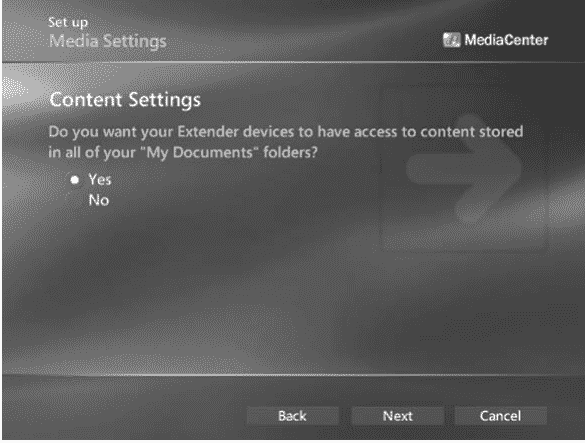 Set up
Media Settings
MediaCenter
Content Settings
Do you want your Extender devices to have access to content stored
in all of your "My Documents" folders?
Yes
No
Back Next Cancel